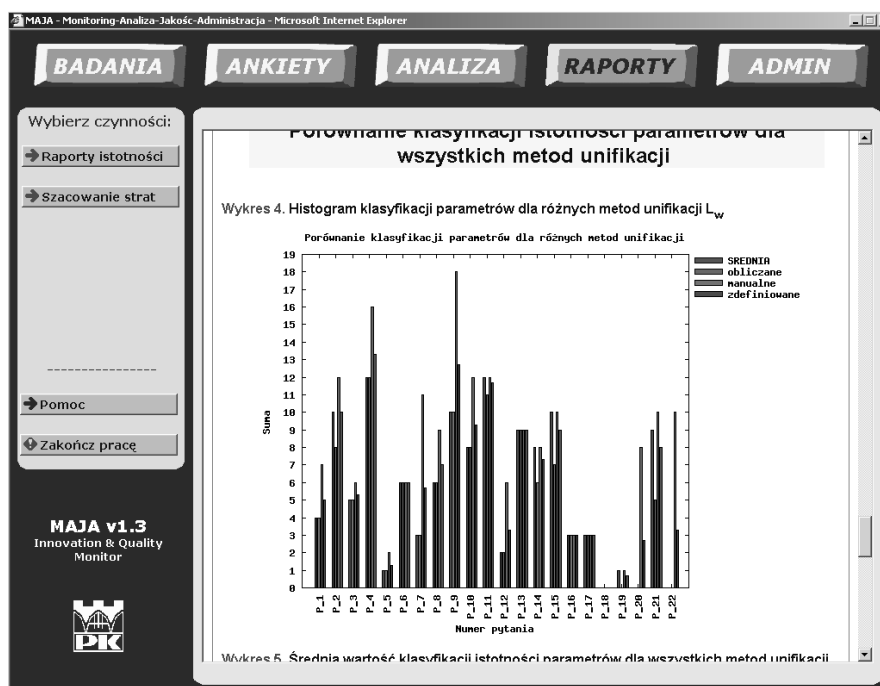 MAJA - Monitoring-Analiza-Jakośc-Administracja - Microsoft Internet Explorer
BADANIA ANKIETY ANALIZA RAPORTY ADMIN
Wybierz czynności:
Raporty istotności
Szacowanie strat
----------------
Pomoc
Zakończ pracę
MAJA v1.3
Innovation & Quality
Monitor
PK
Porównanie klasyfikacji istotności parametrów dla
wszystkich metod unifikacji
Wykres 4. Histogram klasyfikacji parametrów dla różnych metod unifikacji Lw
Porównanie klasyfikacji parametrów dla różnych metod unifikacji
19
18
17
16
15
14
13
12
11
10
9
8
7
6
5
4
3
2
1
0
Suma
P_1 P_2 P_3 P_4 P_5 P_6 P_7 P_8 P_9 P_10 P_11 P_12 P_13 P_14 P_15 P_16 P_17 P_18 P_19 P_20 P_21 P_22
Numer pytania
SREDNIA
obliczane
manualne
zdefiniowane
Wykres 5. Średnia wartość klasyfikacji istotności parametrów dla wszystkich metod unifikacji